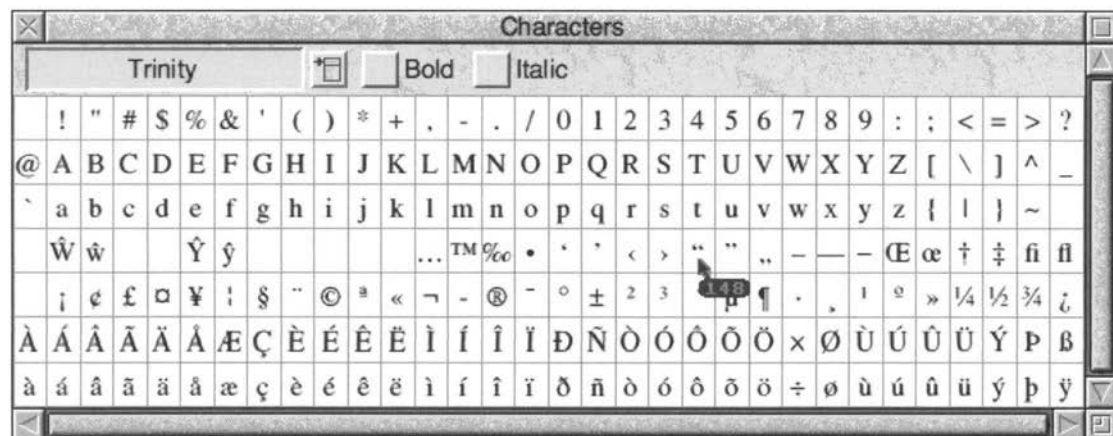 Characters
Trinity Bold Italic
! " # $ % & ' ( ) * + , - . / 0 1 2 3 4 5 6 7 8 9 : ; < = > ?
@ A B C D E F G H I J K L M N O P Q R S T U V W X Y Z [ \ ] ^ _
` a b c d e f g h i j k l m n o p q r s t u v w x y z { | } ~
Ŵ ŵ Ŷ ŷ … ™ ‰ • ‘ ’ ‹ › “ ” „ – — − Œ œ † ‡ fi fl
¡ ¢ £ ¤ ¥ ¦ § ¨ © ª « ¬ - ® ¯ ° ± ² ³ 148 µ ¶ · ¸ ¹ º » ¼ ½ ¾ ¿
À Á Â Ã Ä Å Æ Ç È É Ê Ë Ì Í Î Ï Ð Ñ Ò Ó Ô Õ Ö × Ø Ù Ú Û Ü Ý Þ ß
à á â ã ä å æ ç è é ê ë ì í î ï ð ñ ò ó ô õ ö ÷ ø ù ú û ü ý þ ÿ